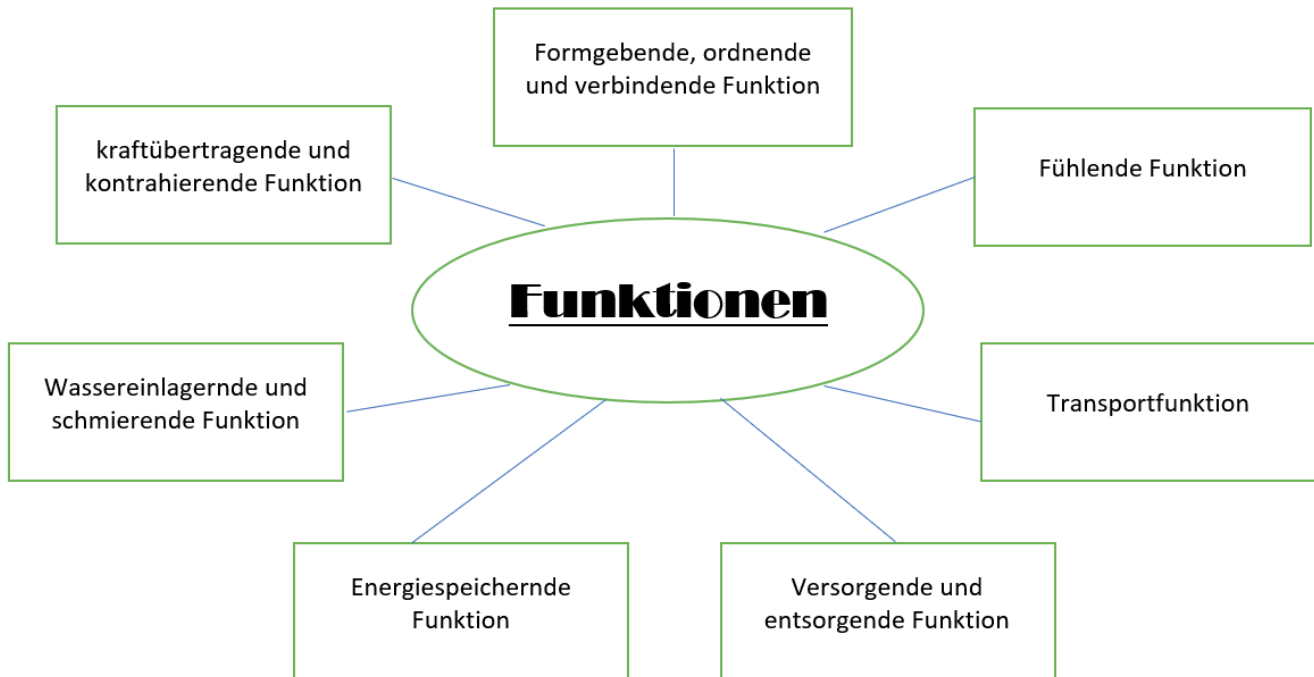 Formgebende, ordnende
und verbindende Funktion
kraftübertragende und
kontrahierende Funktion
Fühlende Funktion
Funktionen
Wassereinlagernde und
schmierende Funktion
Transportfunktion
Energiespeichernde
Funktion
Versorgende und
entsorgende Funktion